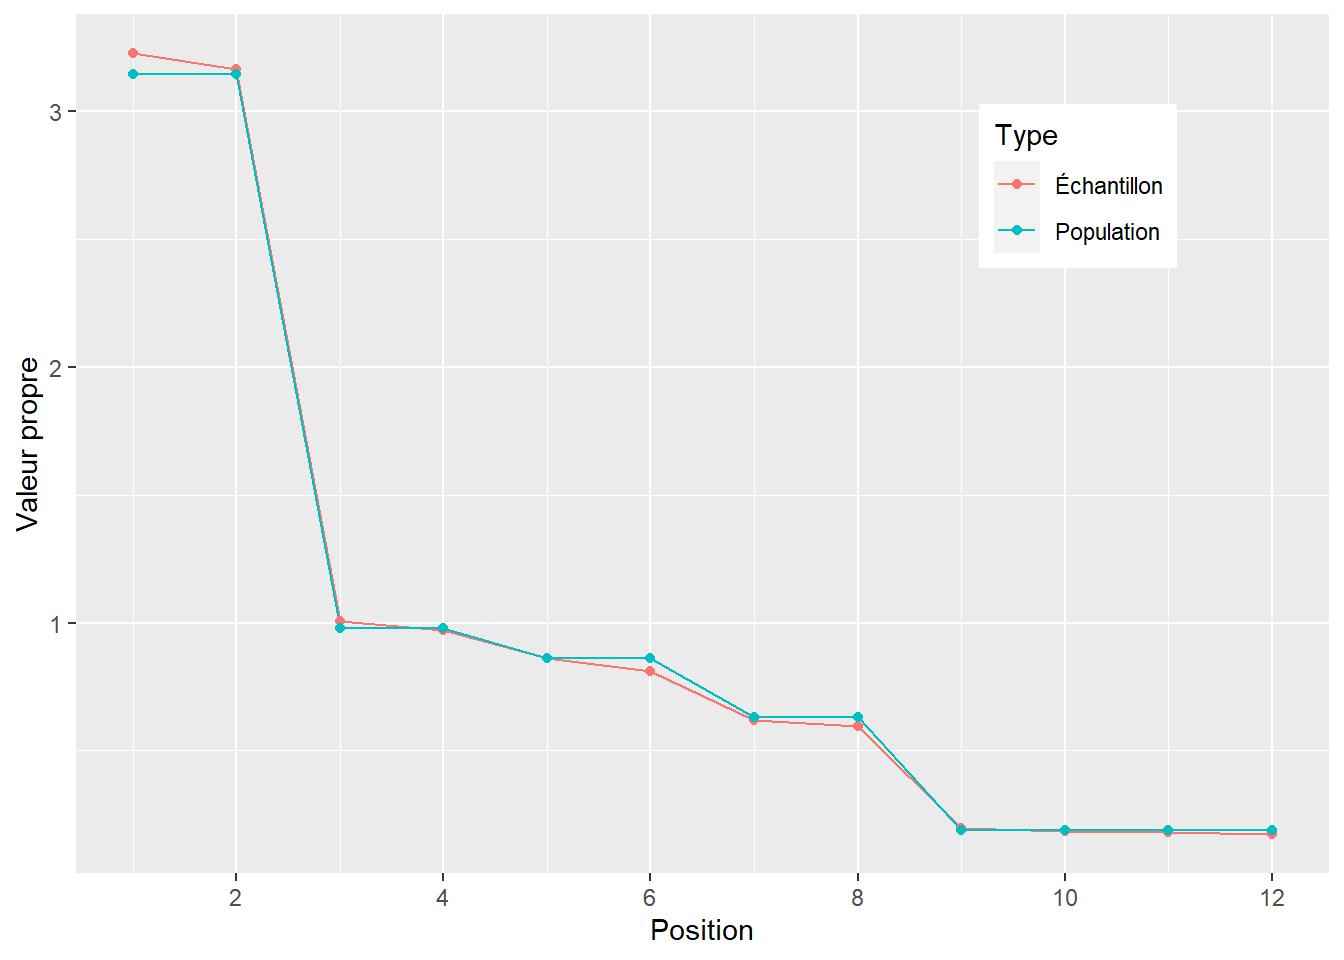 3
2
1
Valeur propre
Type
Échantillon
Population
2 4 6 8 10 12
Position